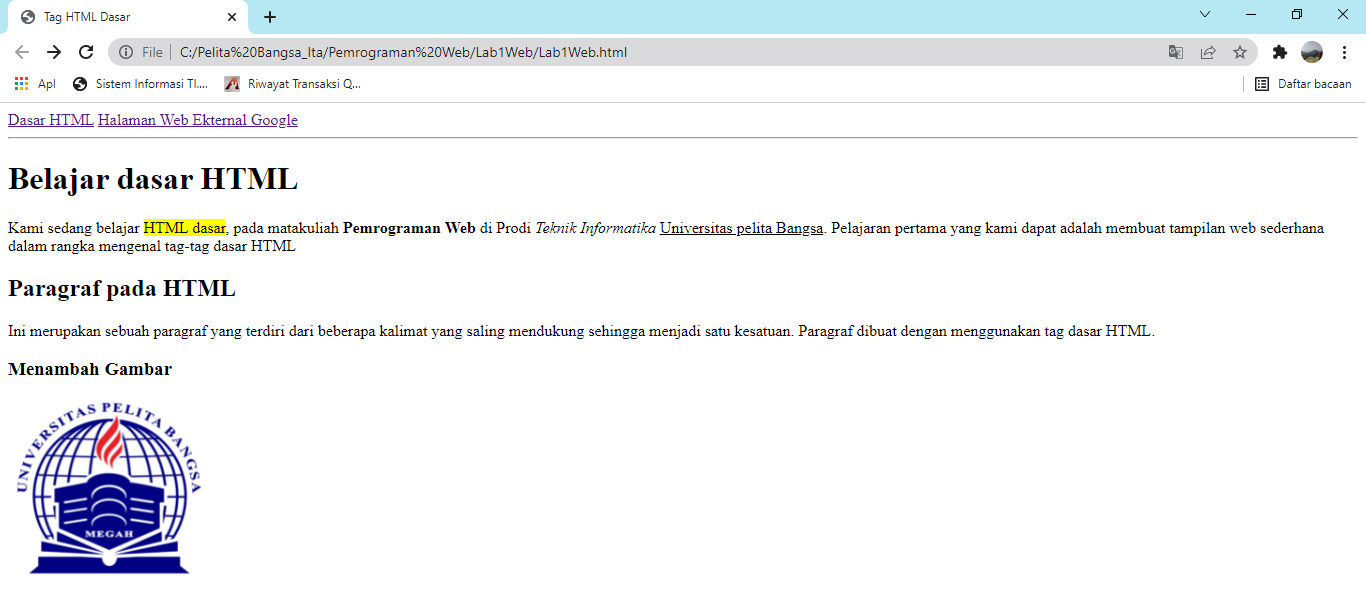 Tag HTML Dasar
File | C:/Pelita%20Bangsa_Ita/Pemrograman%20Web/Lab1Web/Lab1Web.html
Apl Sistem Informasi TI.... Riwayat Transaksi Q... Daftar bacaan
Dasar HTML Halaman Web Ekternal Google
Belajar dasar HTML
Kami sedang belajar HTML dasar, pada matakuliah Pemrograman Web di Prodi Teknik Informatika Universitas pelita Bangsa. Pelajaran pertama yang kami dapat adalah membuat tampilan web sederhana
dalam rangka mengenal tag-tag dasar HTML
Paragraf pada HTML
Ini merupakan sebuah paragraf yang terdiri dari beberapa kalimat yang saling mendukung sehingga menjadi satu kesatuan. Paragraf dibuat dengan menggunakan tag dasar HTML.
Menambah Gambar
UNIVERSITAS PELITA BANGSA
MEGAH